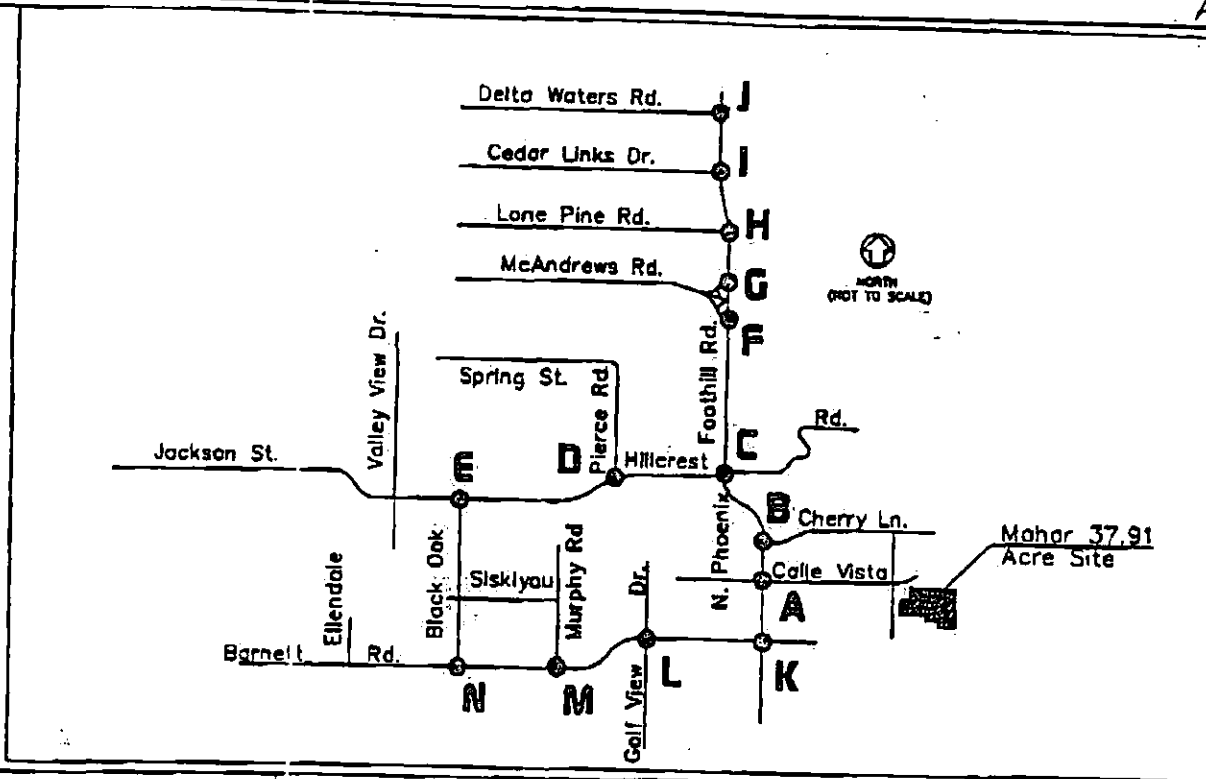 Delta Waters Rd.
J
Cedar Links Dr.
I
Lone Pine Rd.
H
McAndrews Rd.
G
NORTH
(NOT TO SCALE)
F
Valley View Dr.
Spring St.
Pierce Rd
Foothill Rd.
Rd.
C
Jackson St.
E
D
Hillcrest
N. Phoenix
B
Cherry Ln.
Mahar 37.91
Acre Site
Calle Vista
A
Ellendale
Black Oak
Siskiyou
Murphy Rd
Dr.
Barnett Rd.
N
M
L
K
Golf View